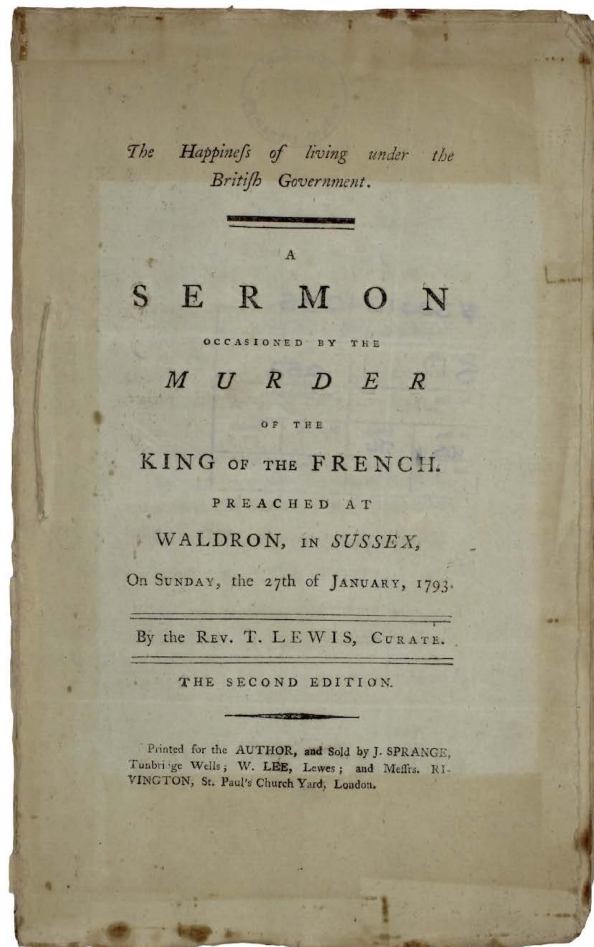 The Happineſs of living under the
Britiſh Government.
A
SERMON
OCCASIONED BY THE
MURDER
OF THE
KING OF THE FRENCH.
PREACHED AT
WALDRON, IN SUSSEX,
On SUNDAY, the 27th of JANUARY, 1793.
By the REV. T. LEWIS, CURATE.
THE SECOND EDITION.
Printed for the AUTHOR, and Sold by J. SPRANGE,
Tunbridge Wells; W. LEE, Lewes; and Meſſrs. RI-
VINGTON, St. Paul's Church Yard, London.